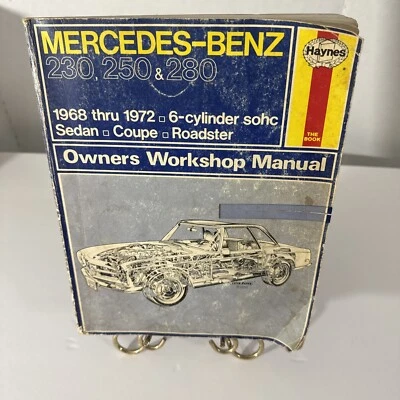 MERCEDES-BENZ
230, 250 & 280
Haynes
1968 thru 1972 □ 6-cylinder sohc
Sedan □ Coupe □ Roadster
THE
BOOK
Owners Workshop Manual